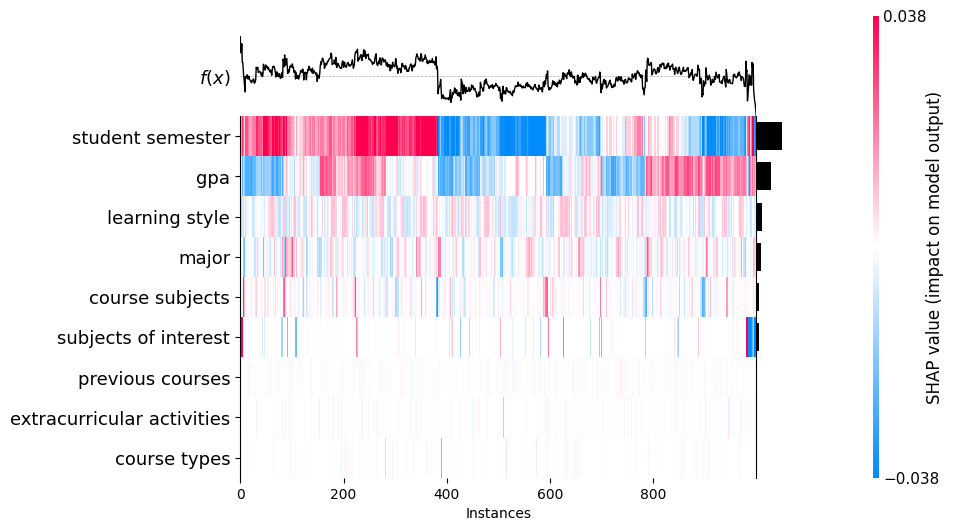 0.038
f(x)
student semester
gpa
learning style
major
course subjects
subjects of interest
previous courses
extracurricular activities
course types
0
200
400
600
800
Instances
−0.038
SHAP value (impact on model output)